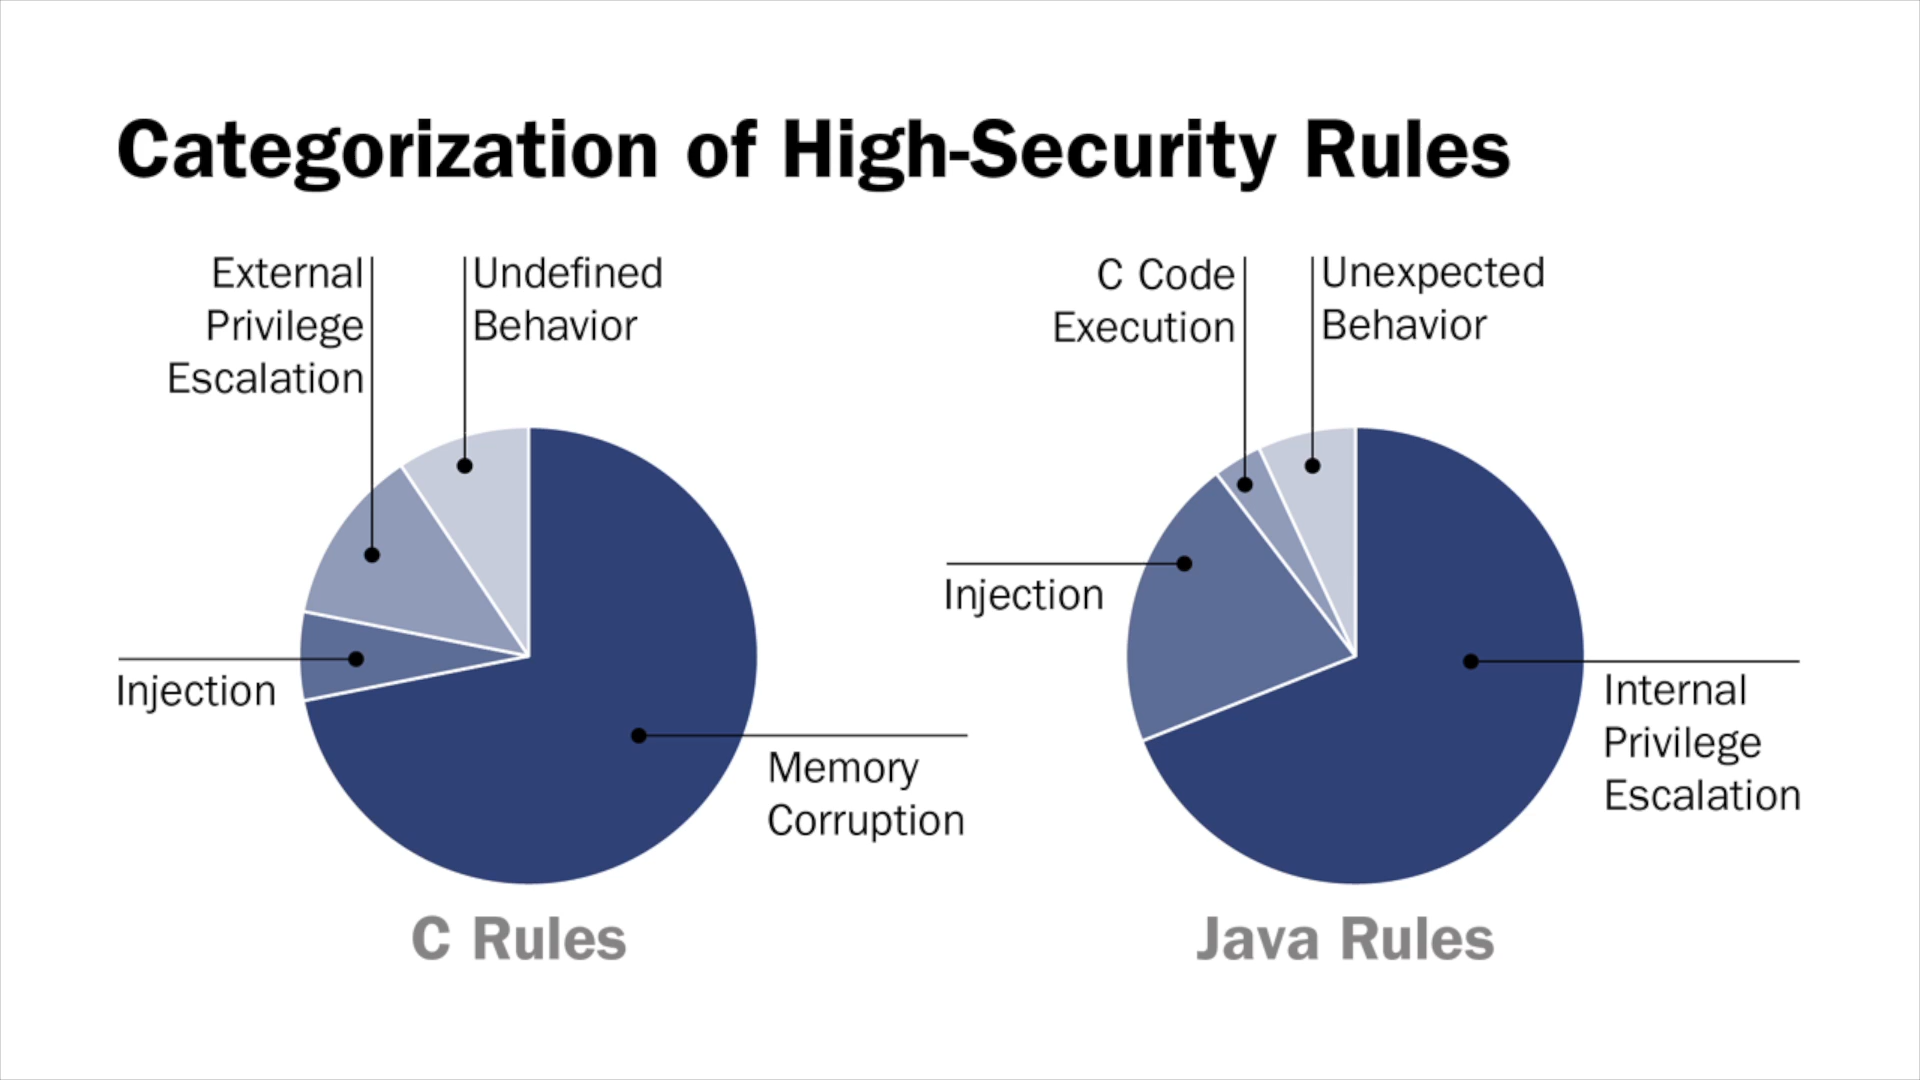 Categorization of High-Security Rules
External
Privilege
Escalation
Undefined
Behavior
Injection
Memory
Corruption
C Rules
C Code
Execution
Unexpected
Behavior
Injection
Internal
Privilege
Escalation
Java Rules